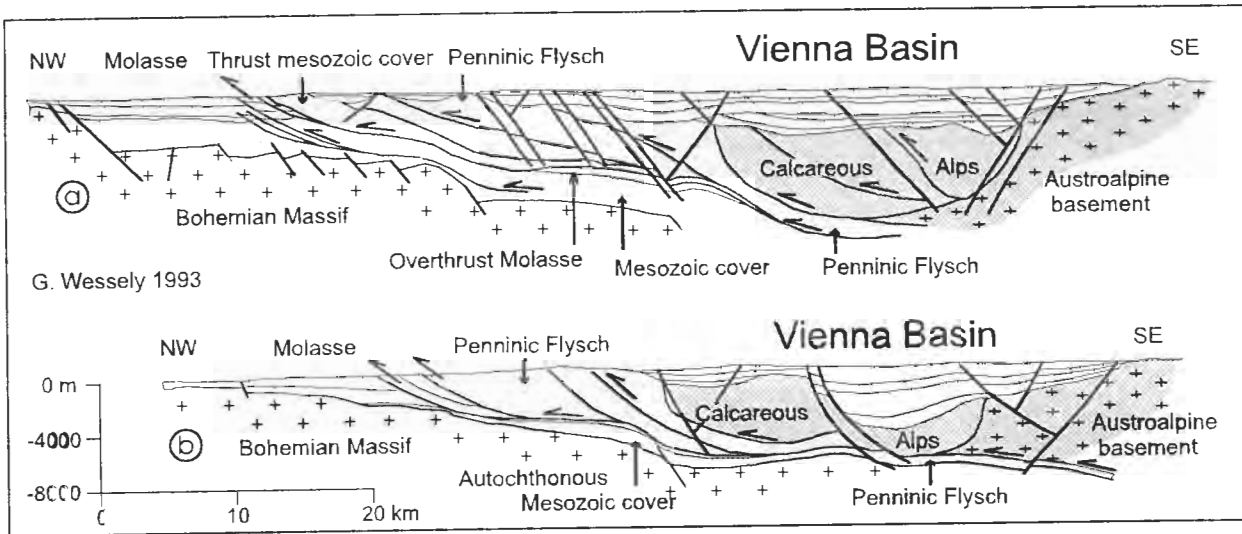 Vienna Basin
NW Molasse Thrust mesozoic cover Penninic Flysch SE
Calcareous Alps
Austroalpine
basement
a
Bohemian Massif
Overthrust Molasse Mesozoic cover Penninic Flysch
G. Wessely 1993
Vienna Basin
NW Molasse Penninic Flysch SE
0 m
Calcareous
-4000
b
Bohemian Massif
Alps
Austroalpine
basement
Autochthonous
Mesozoic cover
Penninic Flysch
-8000
10 20 km